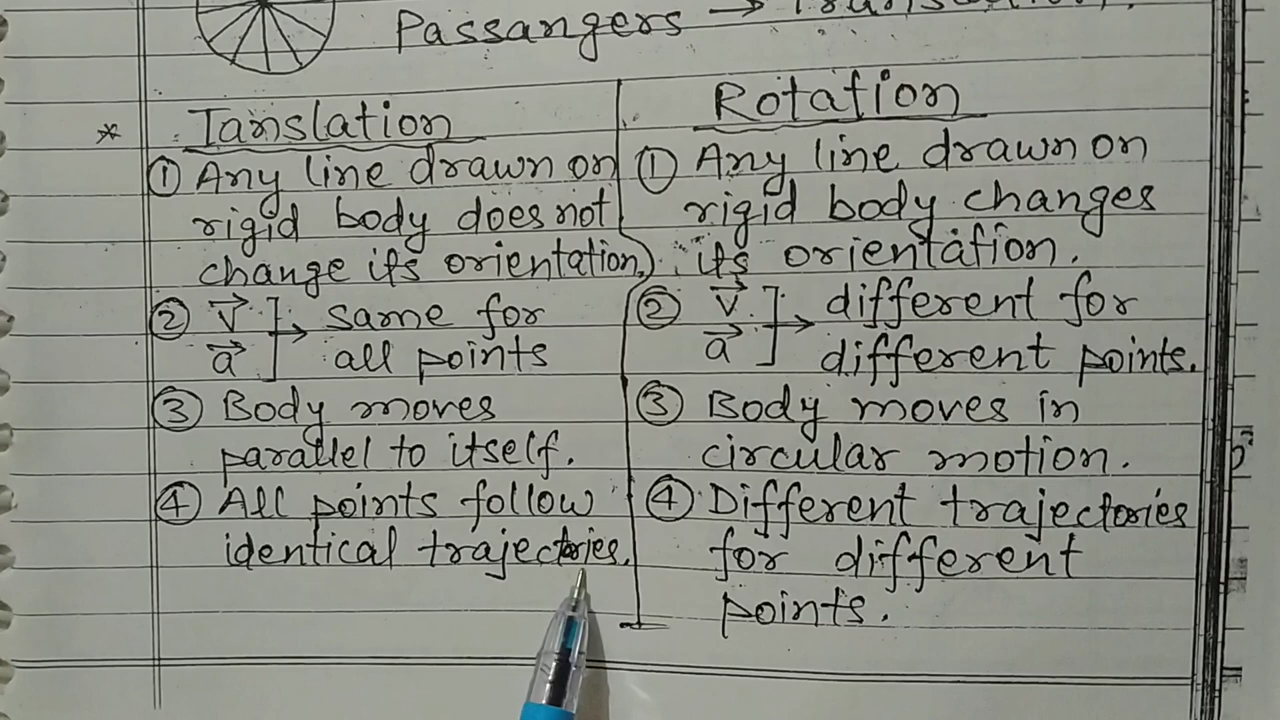 Passangers → Translation.
* Tanslation
① Any line drawn on
rigid body does not
change its orientation.
② v⃗ ] → same for
a⃗ ] all points
③ Body moves
parallel to itself.
④ All points follow
identical trajectories.
Rotation
① Any line drawn on
rigid body changes
its orientation.
② v⃗ ] → different for
a⃗ ] different points.
③ Body moves in
circular motion.
④ Different trajectories
for different
points.